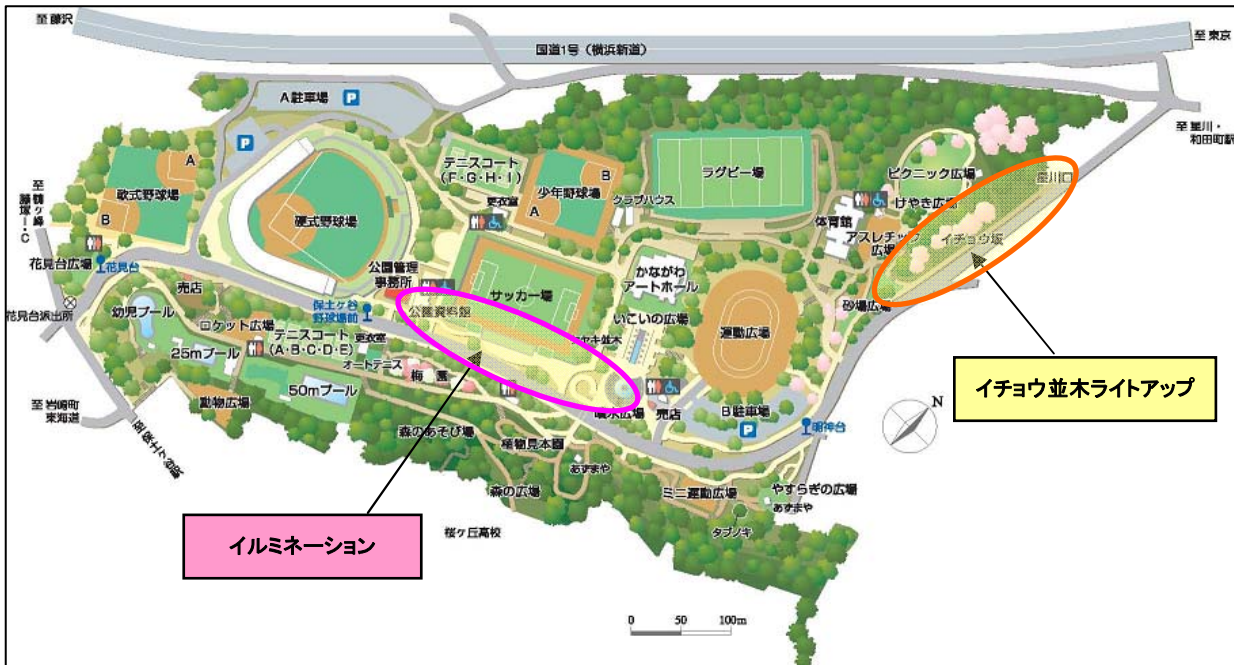 至 藤沢
国道1号(横浜新道)
至 東京
A駐車場
P
P
至 星川・
和田町駅
A
B
軟式野球場
硬式野球場
テニスコート
(F・G・H・I)
更衣室
B
少年野球場
A
クラブハウス
ラグビー場
体育館
ピクニック広場
けやき広場
星川口
アスレチック
広場
イチョウ坂
砂場広場
花見台広場
花見台
花見台派出所
売店
公園管理
事務所
保土ヶ谷
野球場前
公園資料館
サッカー場
かながわ
アートホール
いこいの広場
運動広場
幼児プール
ロケット広場
テニスコート
(A・B・C・D・E)
更衣室
オートテニス
25mプール
50mプール
梅園
売店
B駐車場
P
明神台
N
イチョウ並木ライトアップ
至 岩崎町
東海道
動物広場
森のあそび場
植物見本園
あずまや
森の広場
ミニ運動広場
やすらぎの広場
あずまや
タブノキ
イルミネーション
桜ヶ丘高校
0 50 100m